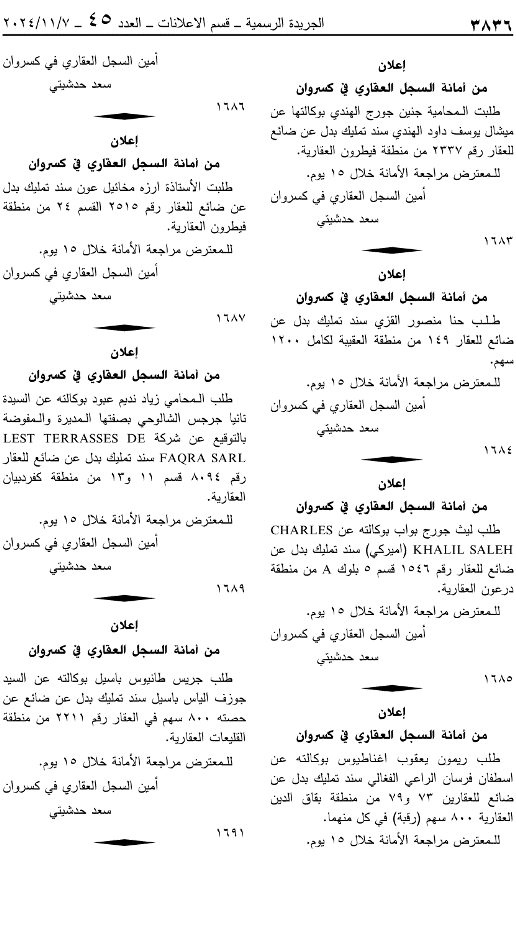 ٣٨٣٦
الجريدة الرسمية ــ قسم الاعلانات ــ العدد ٤٥ ــ ٢٠٢٤/١١/٧
إعلان
من أمانة السجل العقاري في كسروان
طلبت المحامية جنين جورج الهندي بوكالتها عن
ميشال يوسف داود الهندي سند تمليك بدل عن ضائع
للعقار رقم ٢٣٣٧ من منطقة فيطرون العقارية.
للمعترض مراجعة الأمانة خلال ١٥ يوم.
أمين السجل العقاري في كسروان
سعد حدشيتي
١٦٨٣
إعلان
من أمانة السجل العقاري في كسروان
طلب حنا منصور القزي سند تمليك بدل عن
ضائع للعقار ١٤٩ من منطقة العقيبة لكامل ١٢٠٠
سهم.
للمعترض مراجعة الأمانة خلال ١٥ يوم.
أمين السجل العقاري في كسروان
سعد حدشيتي
١٦٨٤
إعلان
من أمانة السجل العقاري في كسروان
طلب ليث جورج بواب بوكالته عن CHARLES
KHALIL SALEH (اميركي) سند تمليك بدل عن
ضائع للعقار رقم ١٥٤٦ قسم ٥ بلوك A من منطقة
درعون العقارية.
للمعترض مراجعة الأمانة خلال ١٥ يوم.
أمين السجل العقاري في كسروان
سعد حدشيتي
١٦٨٥
إعلان
من أمانة السجل العقاري في كسروان
طلب ريمون يعقوب اغناطيوس بوكالته عن
اسطفان فرسان الراعي الفغالي سند تمليك بدل عن
ضائع للعقارين ٧٣ و٧٩ من منطقة بقاق الدين
العقارية ٨٠٠ سهم (رقبة) في كل منهما.
للمعترض مراجعة الأمانة خلال ١٥ يوم.
أمين السجل العقاري في كسروان
سعد حدشيتي
١٦٨٦
إعلان
من أمانة السجل العقاري في كسروان
طلبت الأستاذة ارزه مخائيل عون سند تمليك بدل
عن ضائع للعقار رقم ٢٥١٥ القسم ٢٤ من منطقة
فيطرون العقارية.
للمعترض مراجعة الأمانة خلال ١٥ يوم.
أمين السجل العقاري في كسروان
سعد حدشيتي
١٦٨٧
إعلان
من أمانة السجل العقاري في كسروان
طلب المحامي زياد نديم عبود بوكالته عن السيدة
تانيا جرجس الشالوحي بصفتها المديرة والمفوضة
بالتوقيع عن شركة LEST TERRASSES DE
FAQRA SARL سند تمليك بدل عن ضائع للعقار
رقم ٨٠٩٤ قسم ١١ و١٣ من منطقة كفردبيان
العقارية.
للمعترض مراجعة الأمانة خلال ١٥ يوم.
أمين السجل العقاري في كسروان
سعد حدشيتي
١٦٨٩
إعلان
من أمانة السجل العقاري في كسروان
طلب جريس طانيوس باسيل بوكالته عن السيد
جوزف الياس باسيل سند تمليك بدل عن ضائع عن
حصته ٨٠٠ سهم في العقار رقم ٢٢١١ من منطقة
القليعات العقارية.
للمعترض مراجعة الأمانة خلال ١٥ يوم.
أمين السجل العقاري في كسروان
سعد حدشيتي
١٦٩١